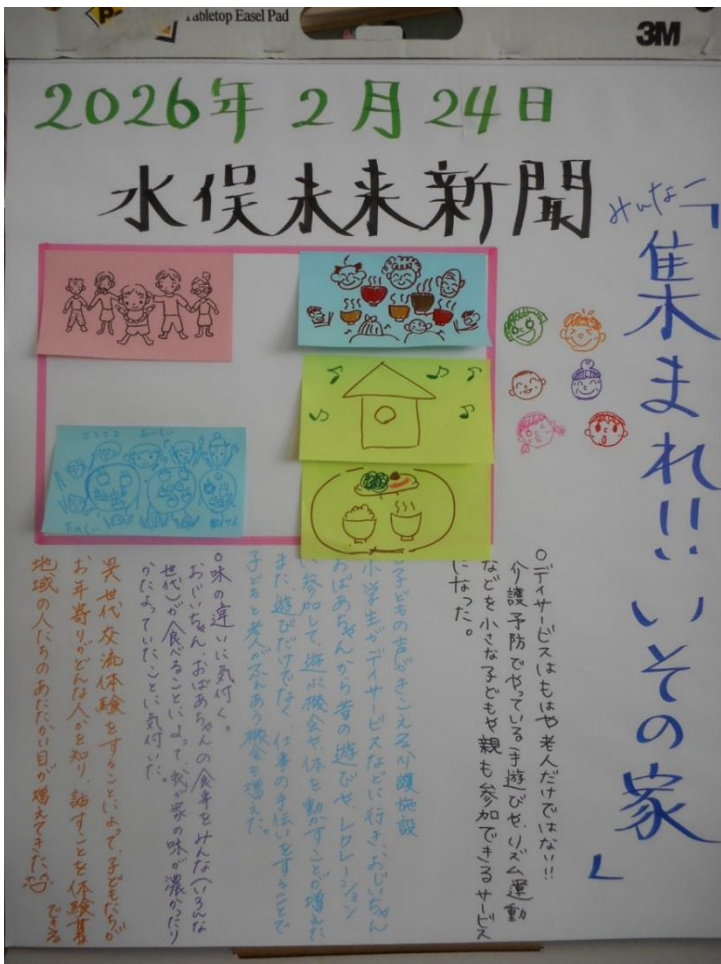 Tabletop Easel Pad
3M
2026年 2月 24日
水俣未来新聞
みんなー
「集まれ!!いその家」
こうこつ おいしい
たのしい
○デイサービスはもはや老人だけではない!!
介護予防でやっている手遊びや、リズム運動
などを小さな子どもや親も参加できるサービス
になった。
子どもの声がきこえる介護施設
小学生がデイサービスなどに行き、おじいちゃん
おばあちゃんから昔の遊びや、レクレーション
に参加して、遊ぶ機会や、体を動かすことが増えた
また、遊びだけでなく、仕事の手伝いをすることで
子どもと老人がふれあう機会も増えた。
○味の違いに気付く。
おじいちゃん、おばあちゃんの食事をみんな(いろんな
世代)が食べることによって、我が家の味が濃かったり
かたよっていたことに気付いた。
異世代交流体験をすることによって、子どもたちが
お年寄りがどんな人かを知り、話すことを体験できる
地域の人たちのあたたかい目が増えてきた